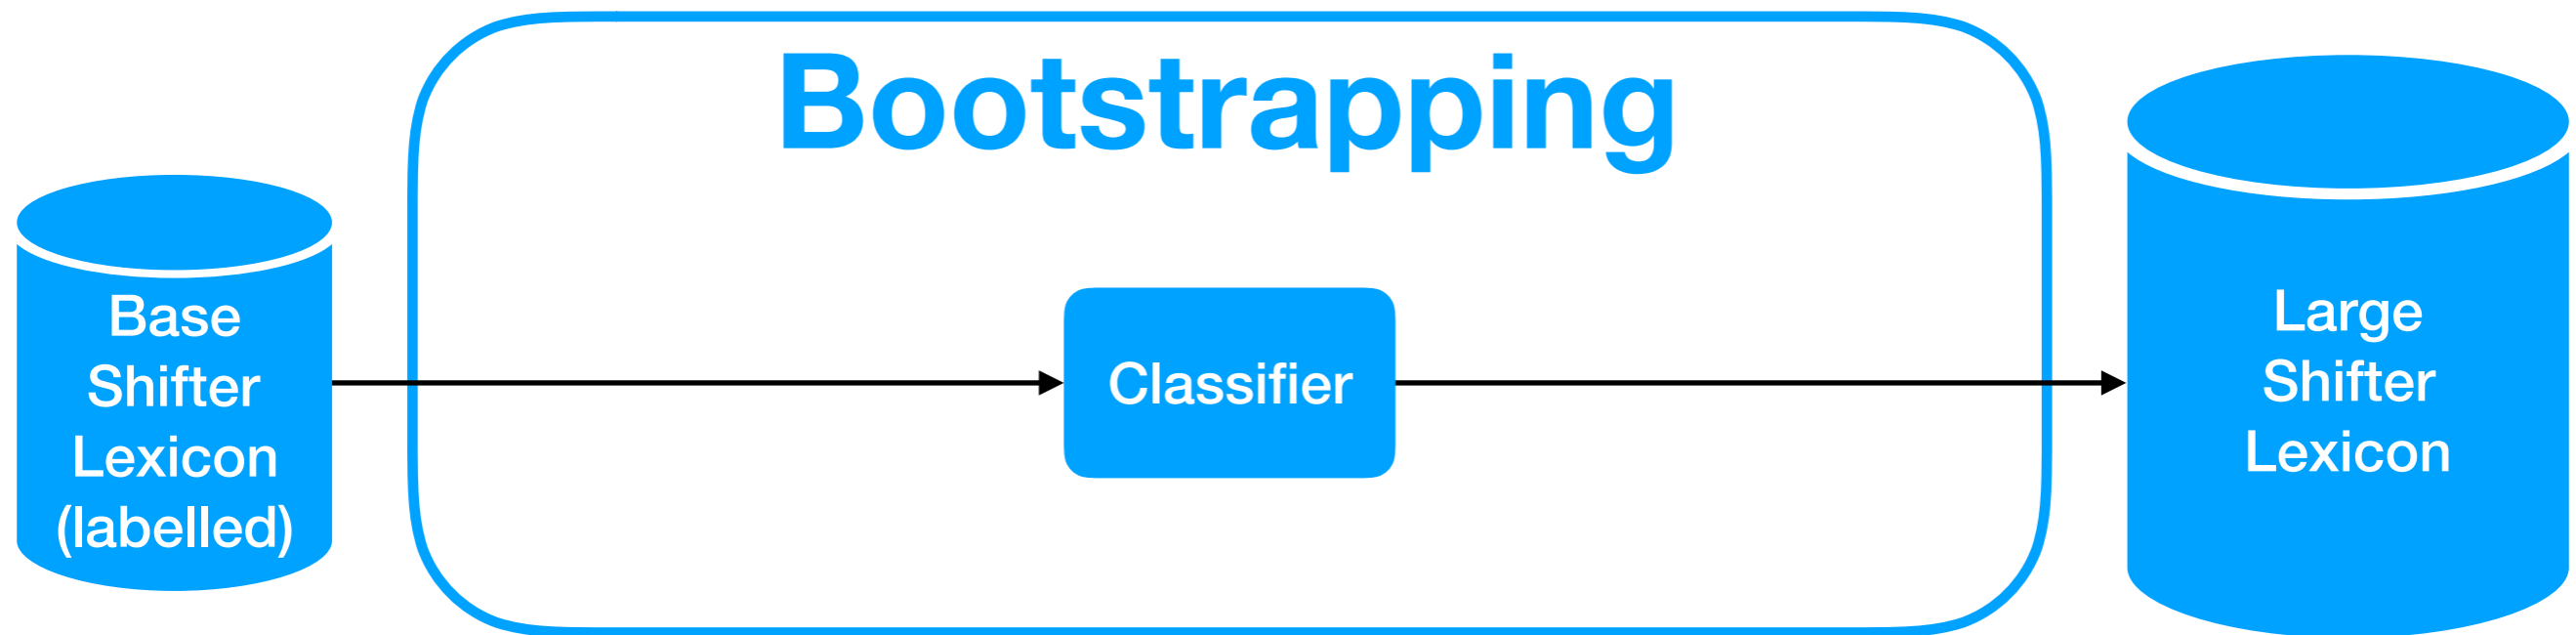 Bootstrapping
Base
Shifter
Lexicon
(labelled)
Classifier
Large
Shifter
Lexicon